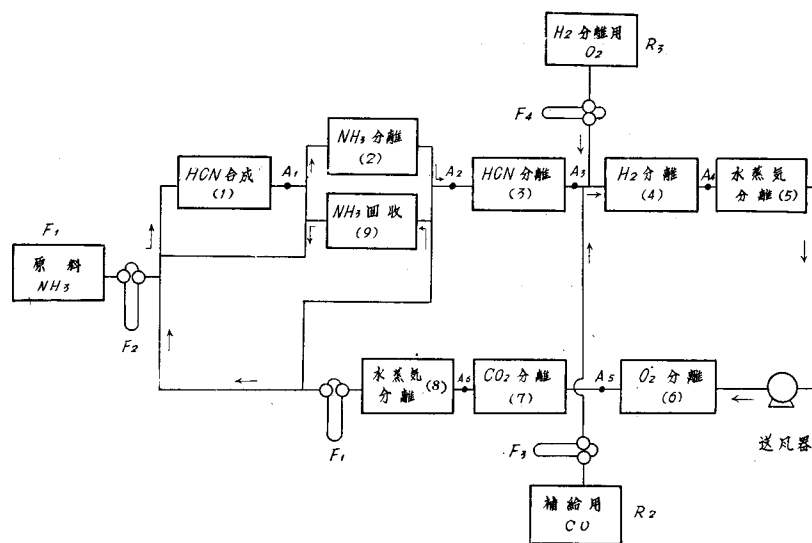 H2 分離用
O2
R3
F4
NH3 分離
(2)
HCN 合成
(1)
A1
A2
HCN 分離
(3)
A3
H2 分離
(4)
A4
水蒸気
分離 (5)
NH3 回収
(9)
F1
原料
NH3
F2
水蒸気
分離 (8)
A6
CO2 分離
(7)
A5
O2 分離
(6)
F1
送風器
F3
補給用
CO
R2